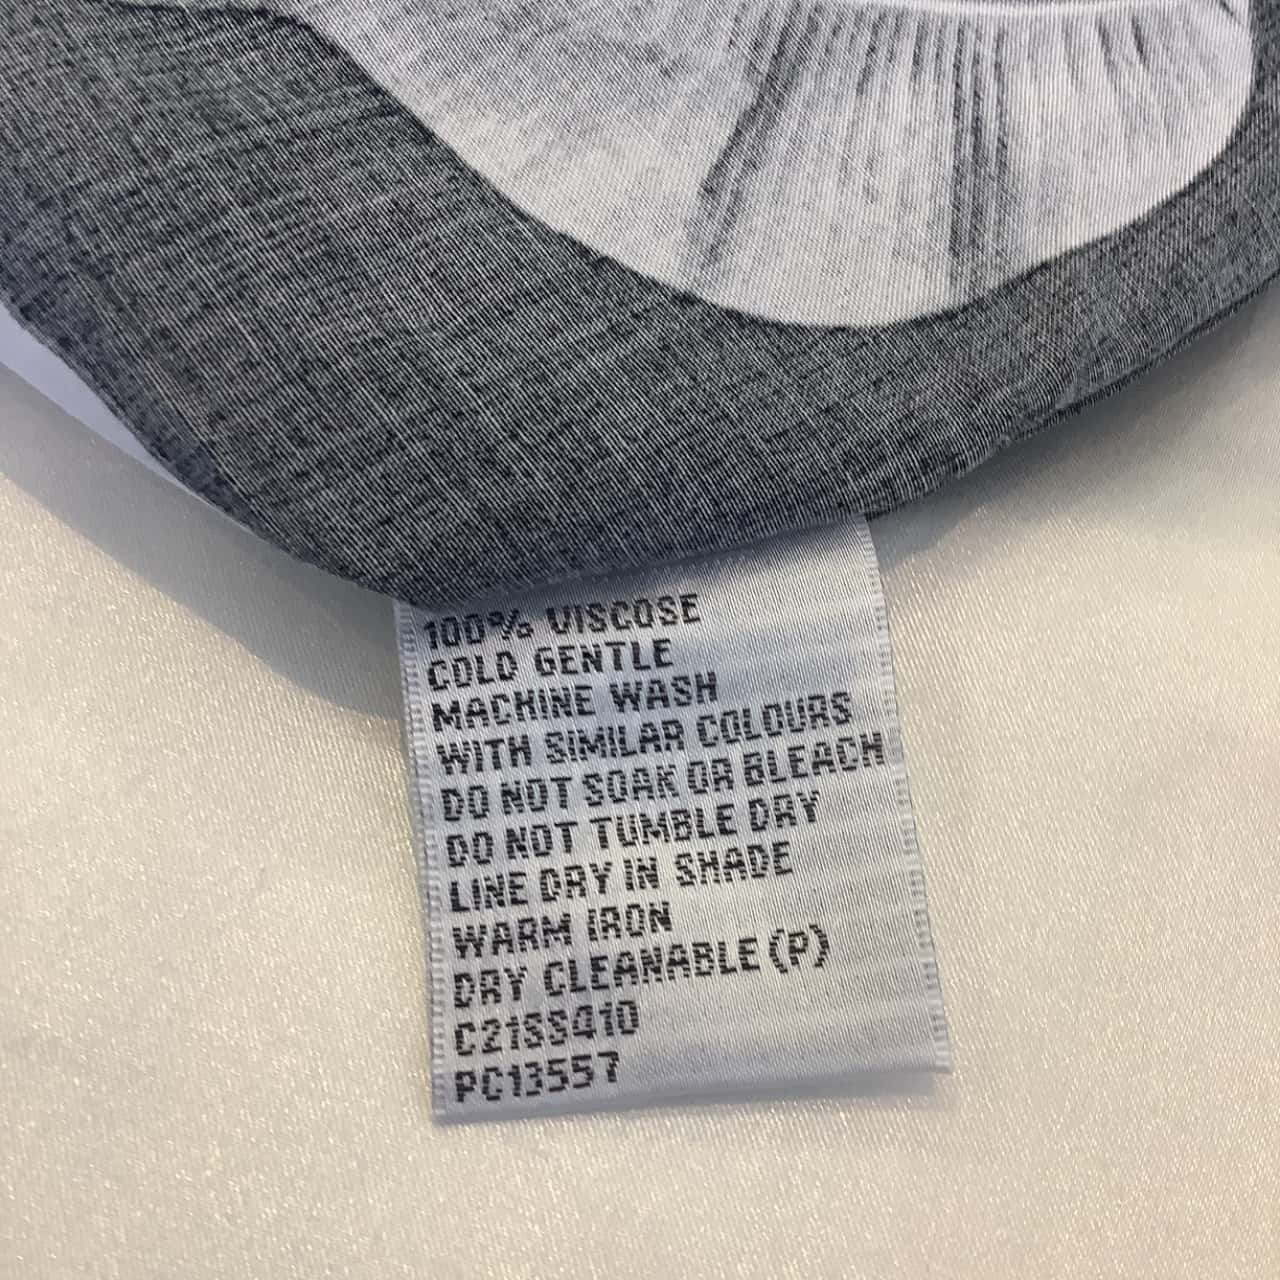 100% VISCOSE
COLD GENTLE
MACHINE WASH
WITH SIMILAR COLOURS
DO NOT SOAK OR BLEACH
DO NOT TUMBLE DRY
LINE DRY IN SHADE
WARM IRON
DRY CLEANABLE (P)
C21SS410
PC13557